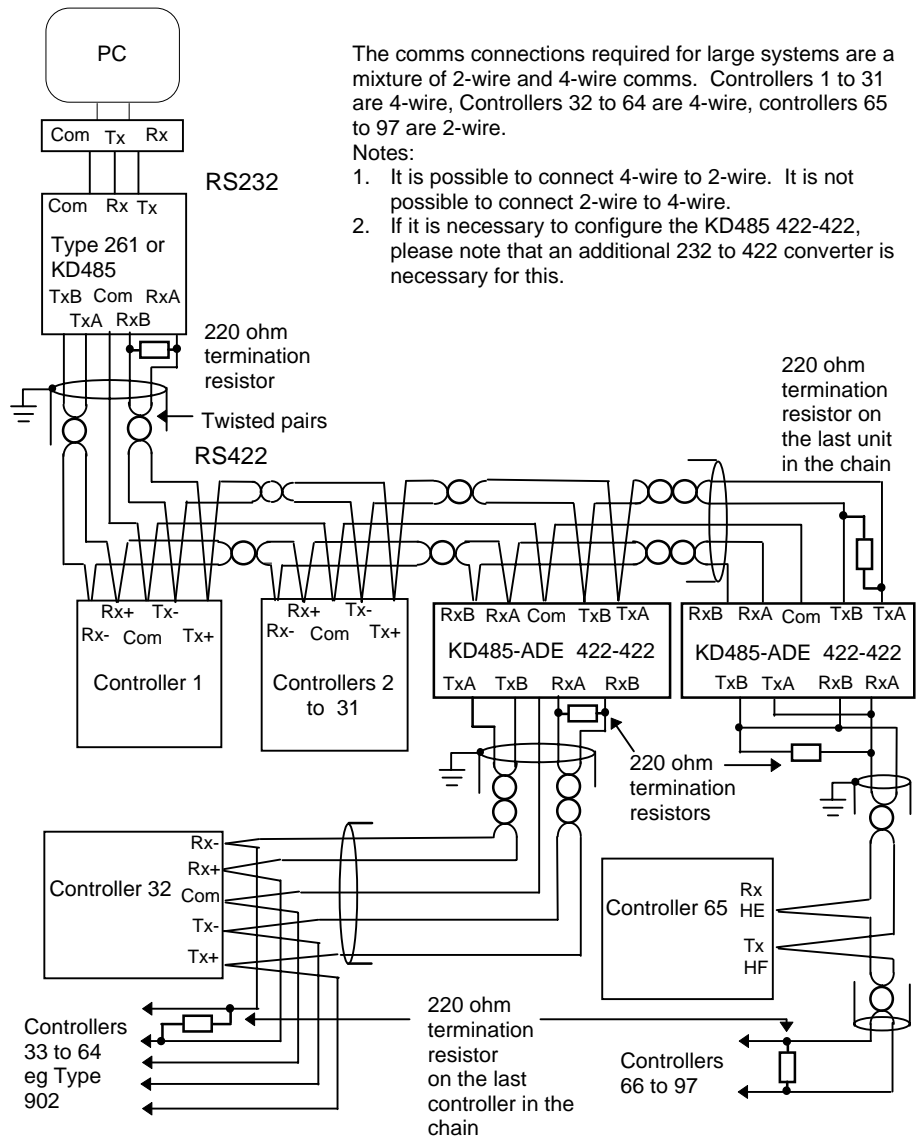 PC
Com Tx Rx
RS232
Com Rx Tx
Type 261 or
KD485
TxB Com RxA
TxA RxB
The comms connections required for large systems are a
mixture of 2-wire and 4-wire comms. Controllers 1 to 31
are 4-wire, Controllers 32 to 64 are 4-wire, controllers 65
to 97 are 2-wire.
Notes:
1. It is possible to connect 4-wire to 2-wire. It is not
possible to connect 2-wire to 4-wire.
2. If it is necessary to configure the KD485 422-422,
please note that an additional 232 to 422 converter is
necessary for this.
220 ohm
termination
resistor
Twisted pairs
RS422
220 ohm
termination
resistor on
the last unit
in the chain
Rx+ Tx-
Rx- Com Tx+
Controller 1
Rx+ Tx-
Rx- Com Tx+
Controllers 2
to 31
RxB RxA Com TxB TxA
KD485-ADE 422-422
TxA TxB RxA RxB
RxB RxA Com TxB TxA
KD485-ADE 422-422
TxB TxA RxB RxA
220 ohm
termination
resistors
Controller 32
Rx-
Rx+
Com
Tx-
Tx+
Controller 65
Rx
HE
Tx
HF
Controllers
33 to 64
eg Type
902
220 ohm
termination
resistor
on the last
controller in the
chain
Controllers
66 to 97